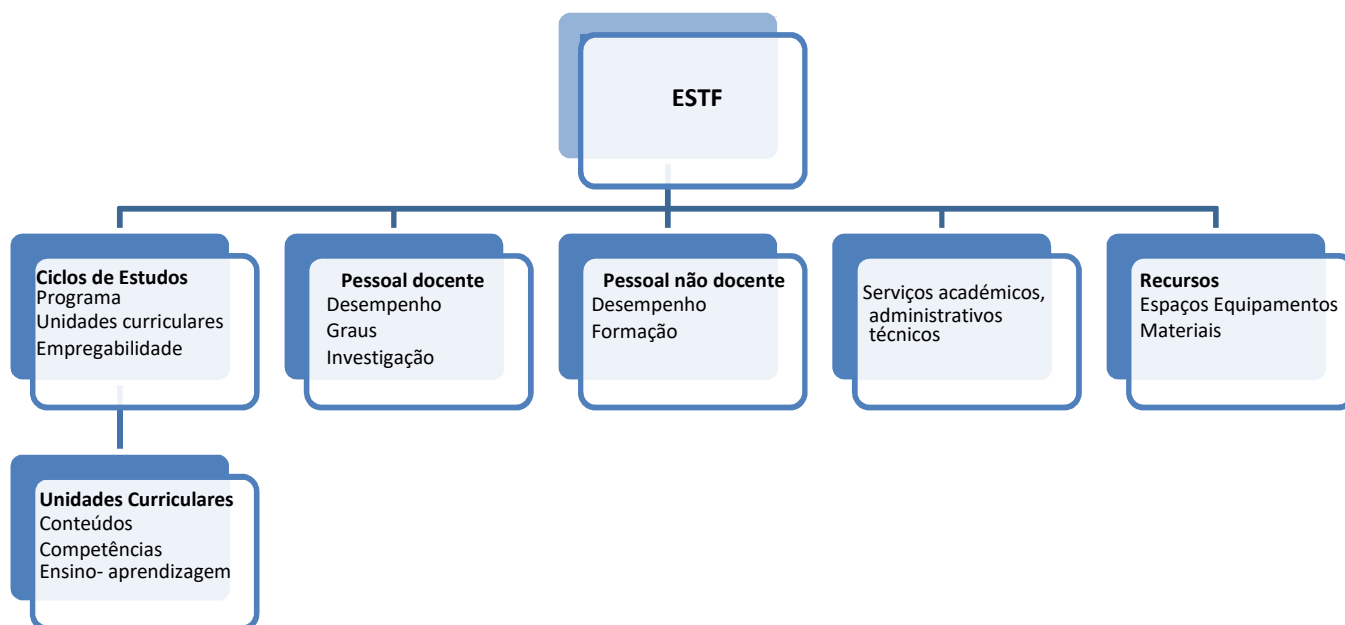 ESTF
Ciclos de Estudos
Programa
Unidades curriculares
Empregabilidade
Pessoal docente
Desempenho
Graus
Investigação
Pessoal não docente
Desempenho
Formação
Serviços académicos,
administrativos
técnicos
Recursos
Espaços Equipamentos
Materiais
Unidades Curriculares
Conteúdos
Competências
Ensino- aprendizagem